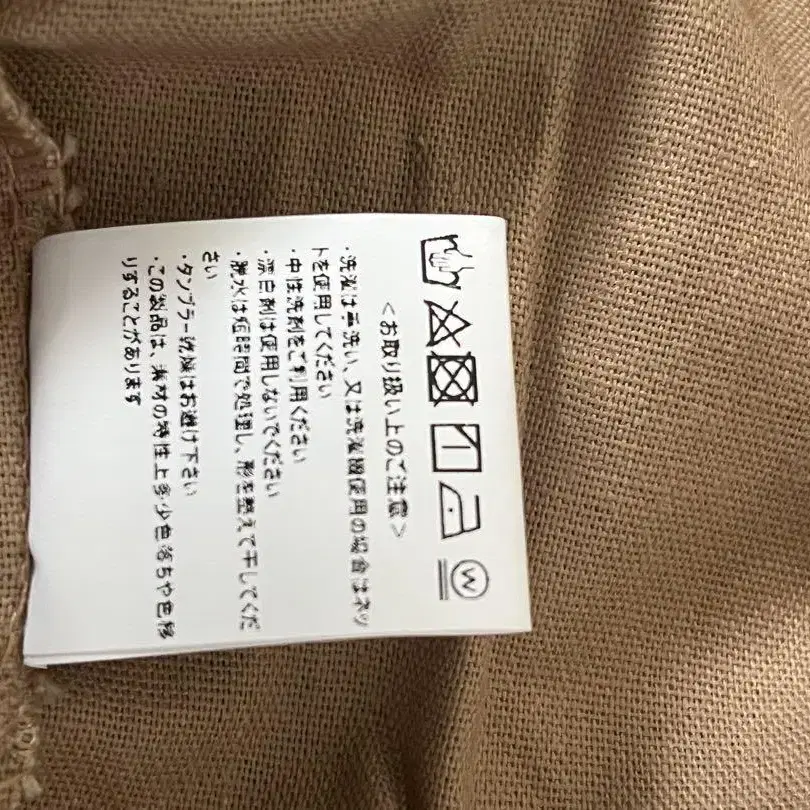 <お取り扱い上のご注意>
・洗濯は手洗い、又は洗濯機使用の場合はネッ
トを使用してください
・中性洗剤をご利用ください
・漂白剤は使用しないでください
・脱水は短時間で処理し、形を整えて干してくだ
さい
・タンブラー乾燥はお避け下さい
・この製品は、素材の特性上多少色落ちや色移
りすることがあります
W